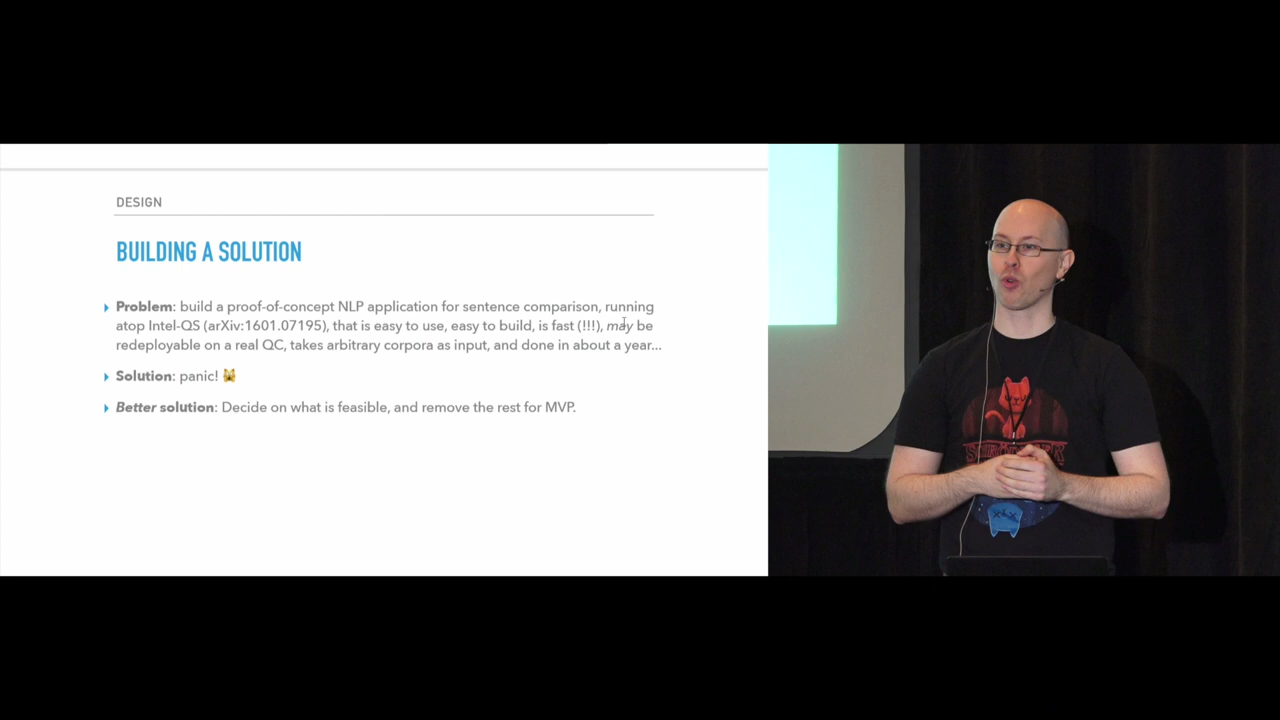 DESIGN
BUILDING A SOLUTION
Problem: build a proof-of-concept NLP application for sentence comparison, running
atop Intel-QS (arXiv:1601.07195), that is easy to use, easy to build, is fast (!!!), may be
redeployable on a real QC, takes arbitrary corpora as input, and done in about a year...
Solution: panic! 🙀
Better solution: Decide on what is feasible, and remove the rest for MVP.